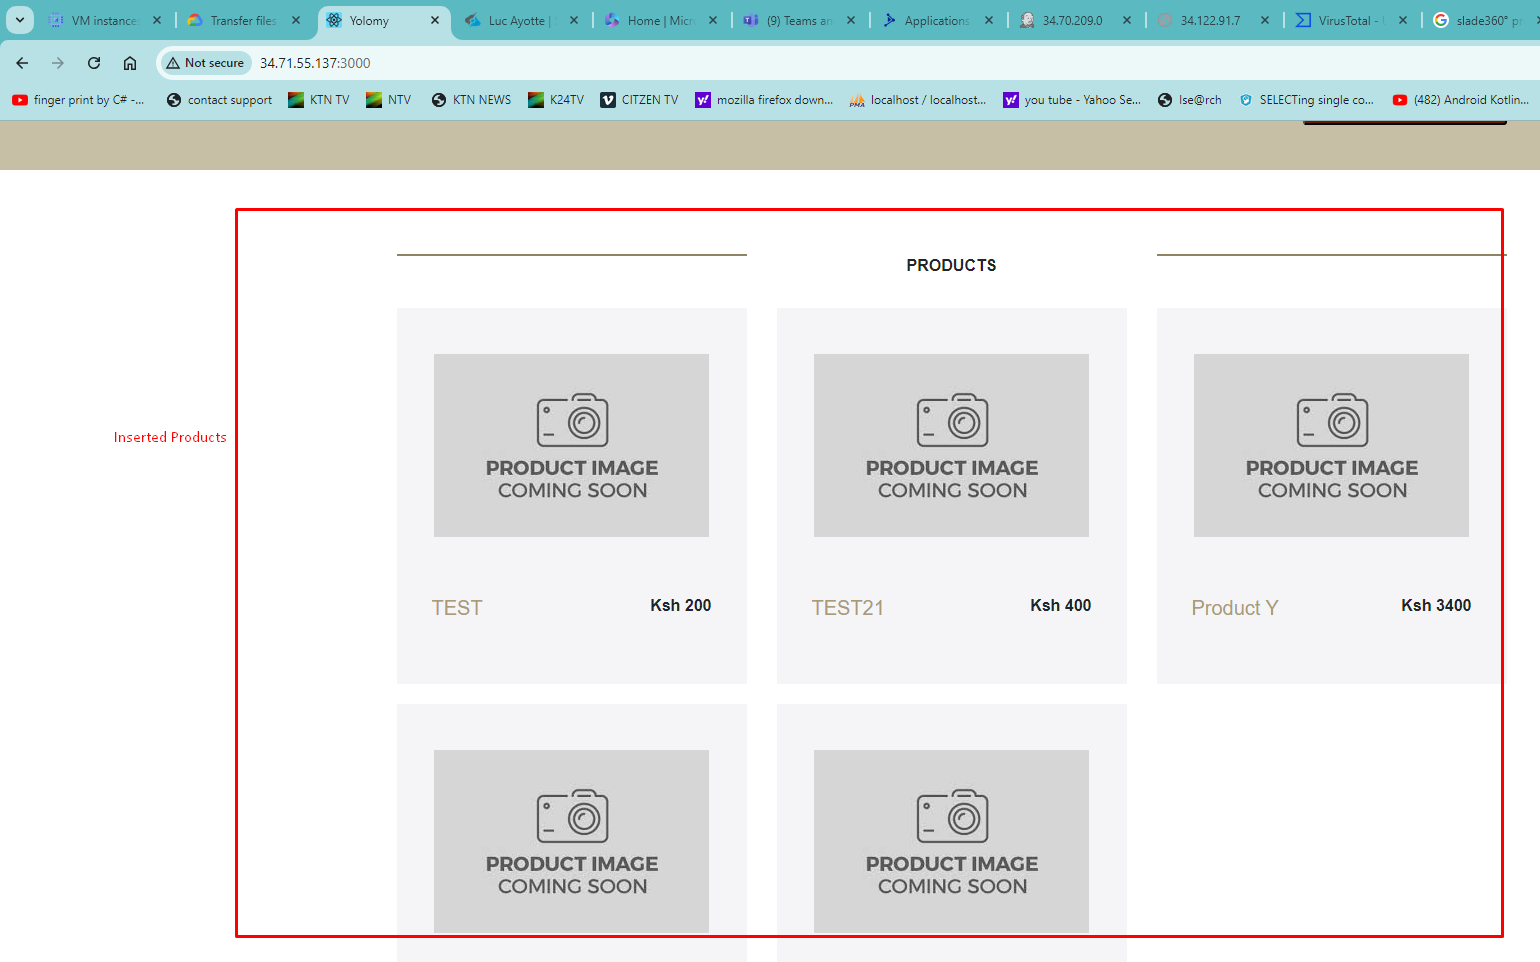 VM instance
Transfer files
Yolomy
Luc Ayotte |
Home | Micr
(9) Teams an
Applications
34.70.209.0
34.122.91.7
VirusTotal -
slade360° p
Not secure
34.71.55.137:3000
finger print by C# -...
contact support
KTN TV
NTV
KTN NEWS
K24TV
CITZEN TV
mozilla firefox down...
localhost / localhost...
you tube - Yahoo Se...
lse@rch
SELECTing single co...
(482) Android Kotlin...
PRODUCTS
Inserted Products
PRODUCT IMAGE
COMING SOON
PRODUCT IMAGE
COMING SOON
PRODUCT IMAGE
COMING SOON
TEST
Ksh 200
TEST21
Ksh 400
Product Y
Ksh 3400
PRODUCT IMAGE
COMING SOON
PRODUCT IMAGE
COMING SOON